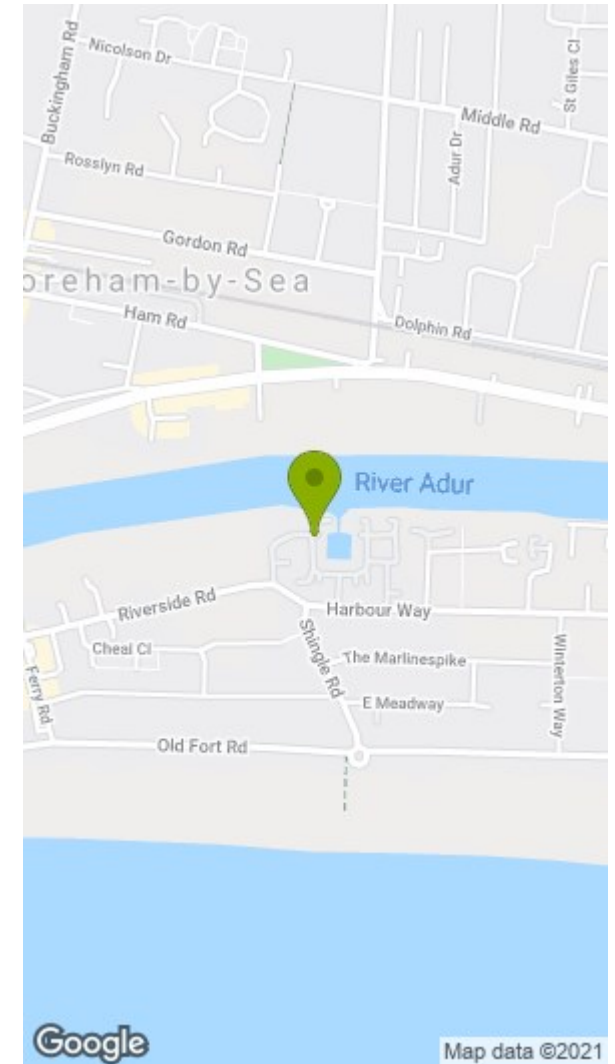 Buckingham Rd
Nicolson Dr
St Giles Cl
Middle Rd
Adur Dr
Rosslyn Rd
Gordon Rd
oreham-by-Sea
Ham Rd
Dolphin Rd
River Adur
Riverside Rd
Harbour Way
Cheal Cl
Shingle Rd
The Marlinespike
Winterton Way
Ferry Rd
E Meadway
Old Fort Rd
Google
Map data ©2021